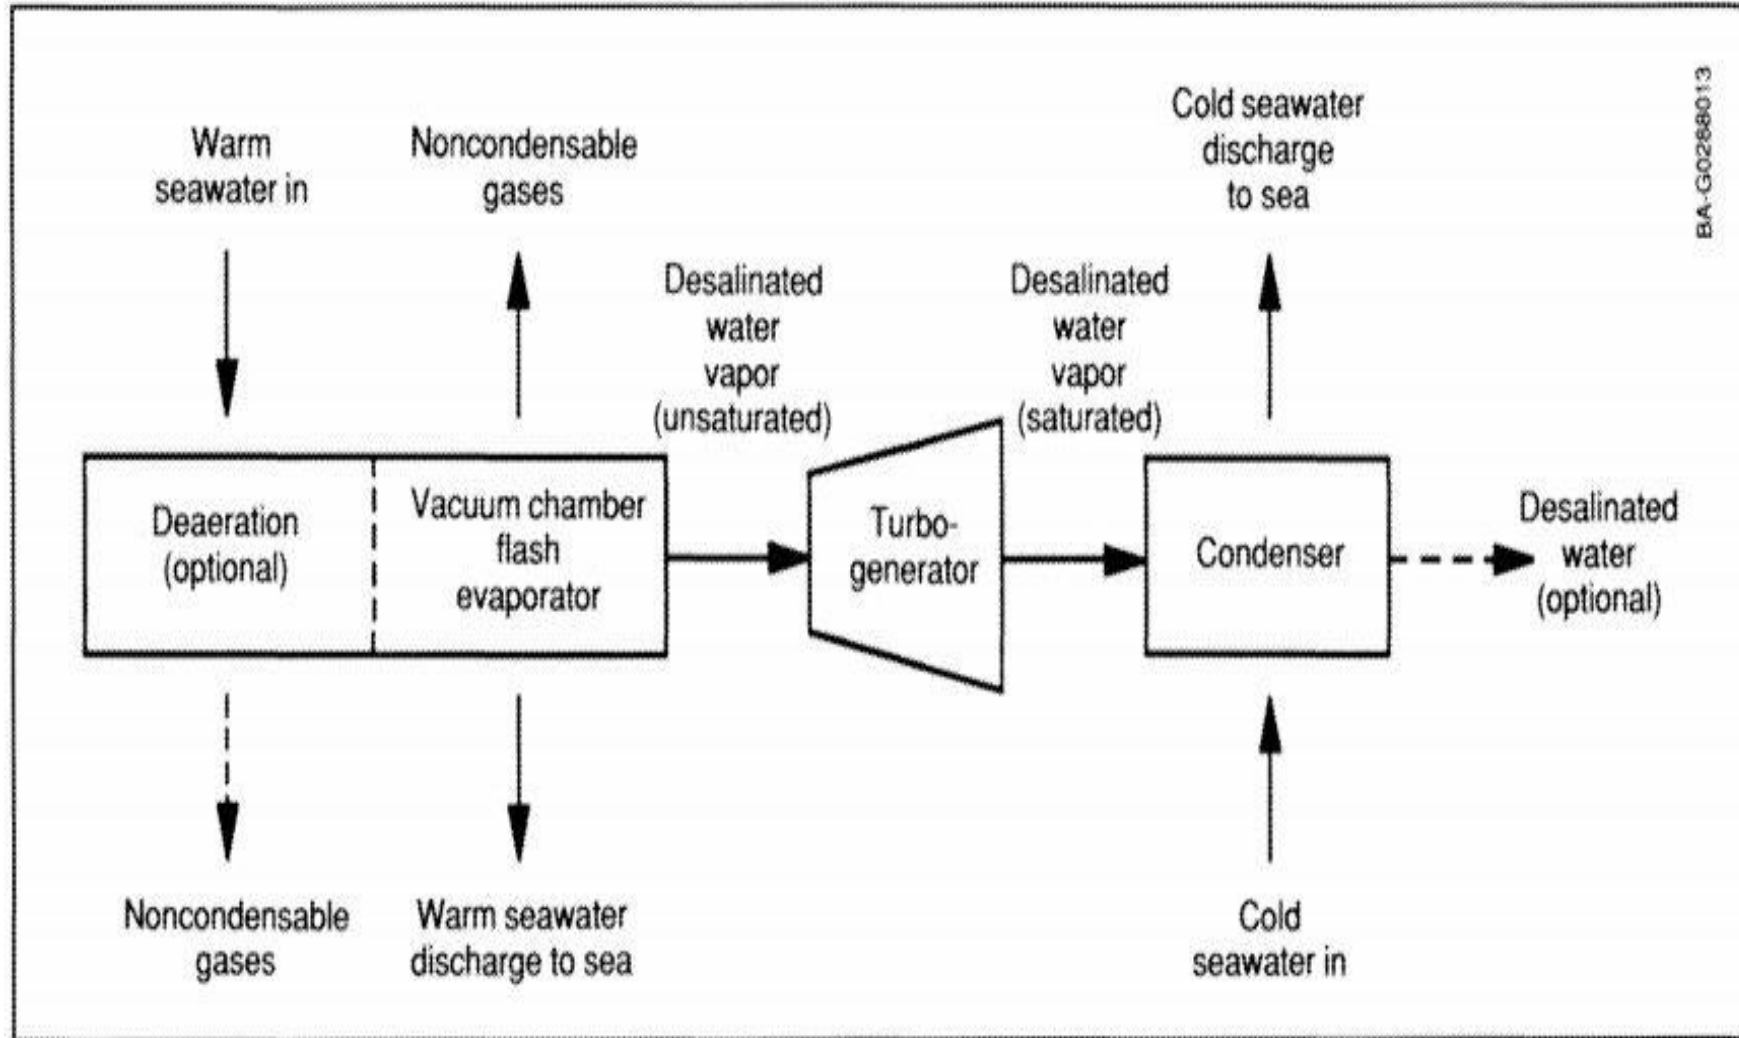 BA-G0268013
Warm
seawater in
Noncondensable
gases
Cold seawater
discharge
to sea
Desalinated
water
vapor
(unsaturated)
Desalinated
water
vapor
(saturated)
Deaeration
(optional)
Vacuum chamber
flash
evaporator
Turbo-
generator
Condenser
Desalinated
water
(optional)
Noncondensable
gases
Warm seawater
discharge to sea
Cold
seawater in